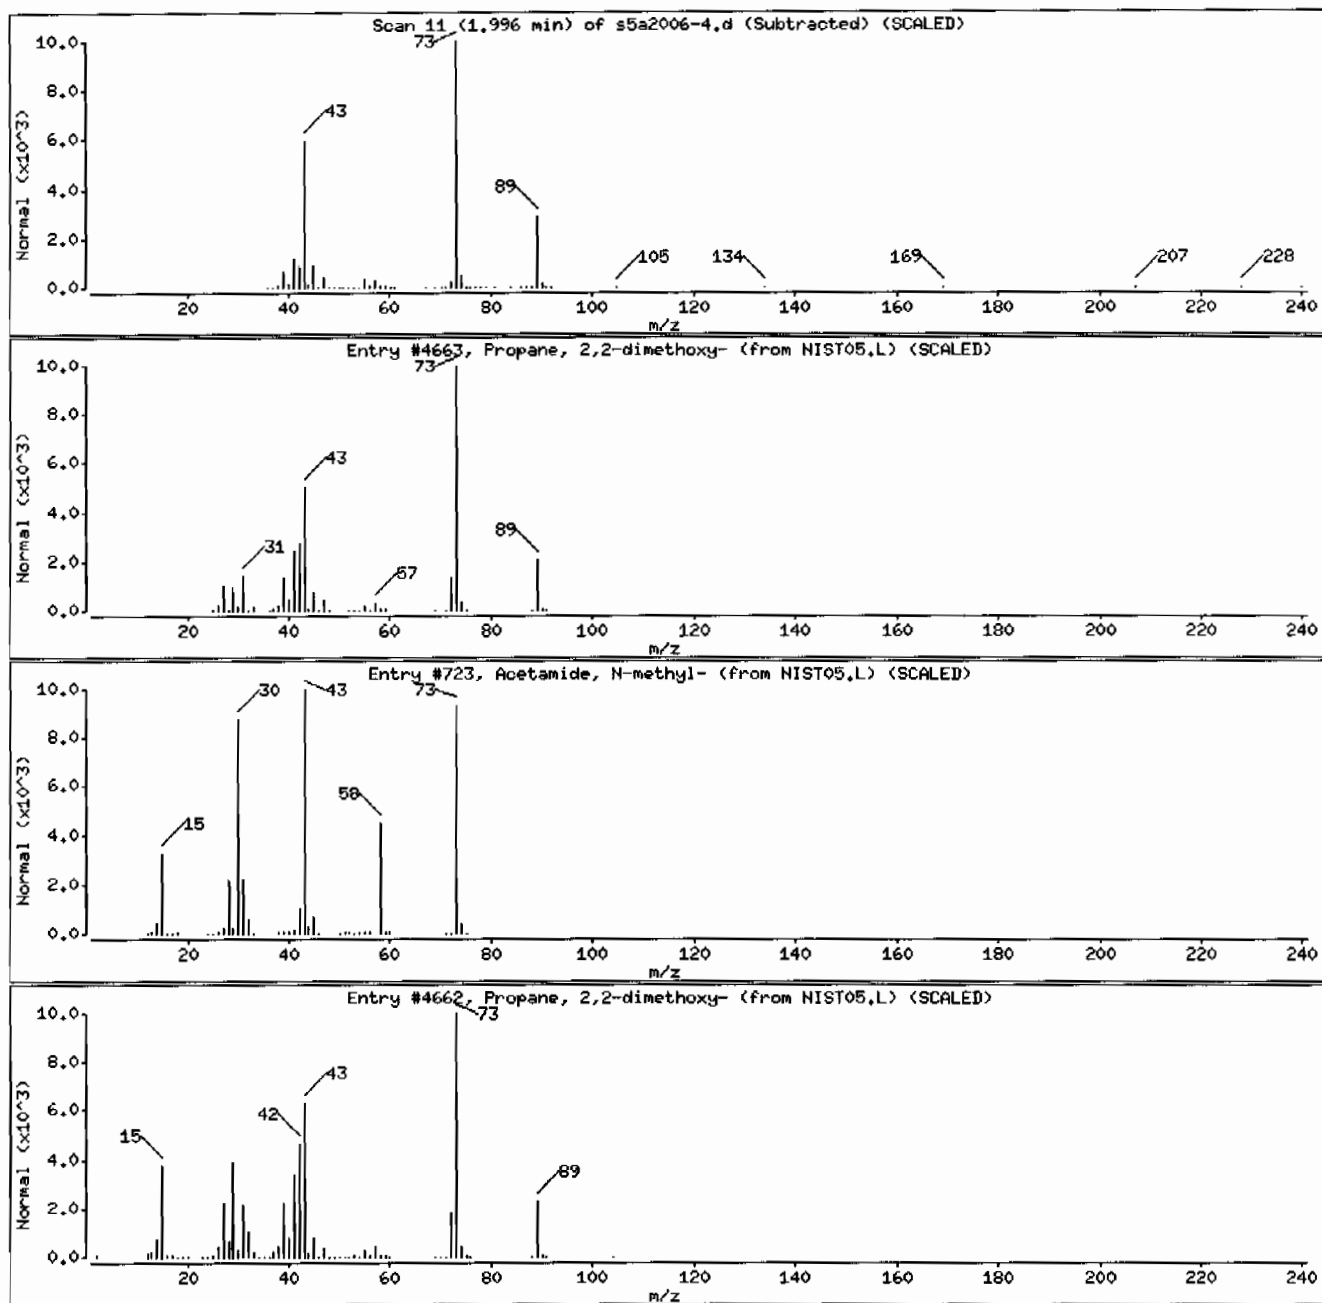 Scan 11 (1.996 min) of s5a2006-4.d (Subtracted) (SCALED)
73
10.0
8.0
43
6.0
4.0
89
2.0
105
134
169
207
228
0.0
Normal (x10^3)
20 40 60 80 100 120 140 160 180 200 220 240
m/z
Entry #4663, Propane, 2,2-dimethoxy- (from NIST05.L) (SCALED)
73
10.0
8.0
6.0
43
4.0
89
31
2.0
57
0.0
Normal (x10^3)
20 40 60 80 100 120 140 160 180 200 220 240
m/z
Entry #723, Acetamide, N-methyl- (from NIST05.L) (SCALED)
30
43
73
10.0
8.0
6.0
58
15
4.0
2.0
0.0
Normal (x10^3)
20 40 60 80 100 120 140 160 180 200 220 240
m/z
Entry #4662, Propane, 2,2-dimethoxy- (from NIST05.L) (SCALED)
73
10.0
8.0
43
6.0
42
15
4.0
89
2.0
0.0
Normal (x10^3)
20 40 60 80 100 120 140 160 180 200 220 240
m/z